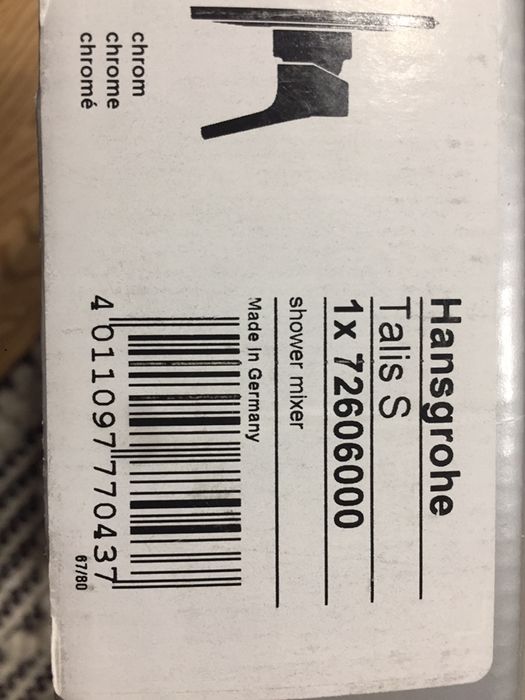 chrom
chrome
chromé
Hansgrohe
Talis S
1x 72606000
shower mixer
Made in Germany
4 011097 770437
67/80